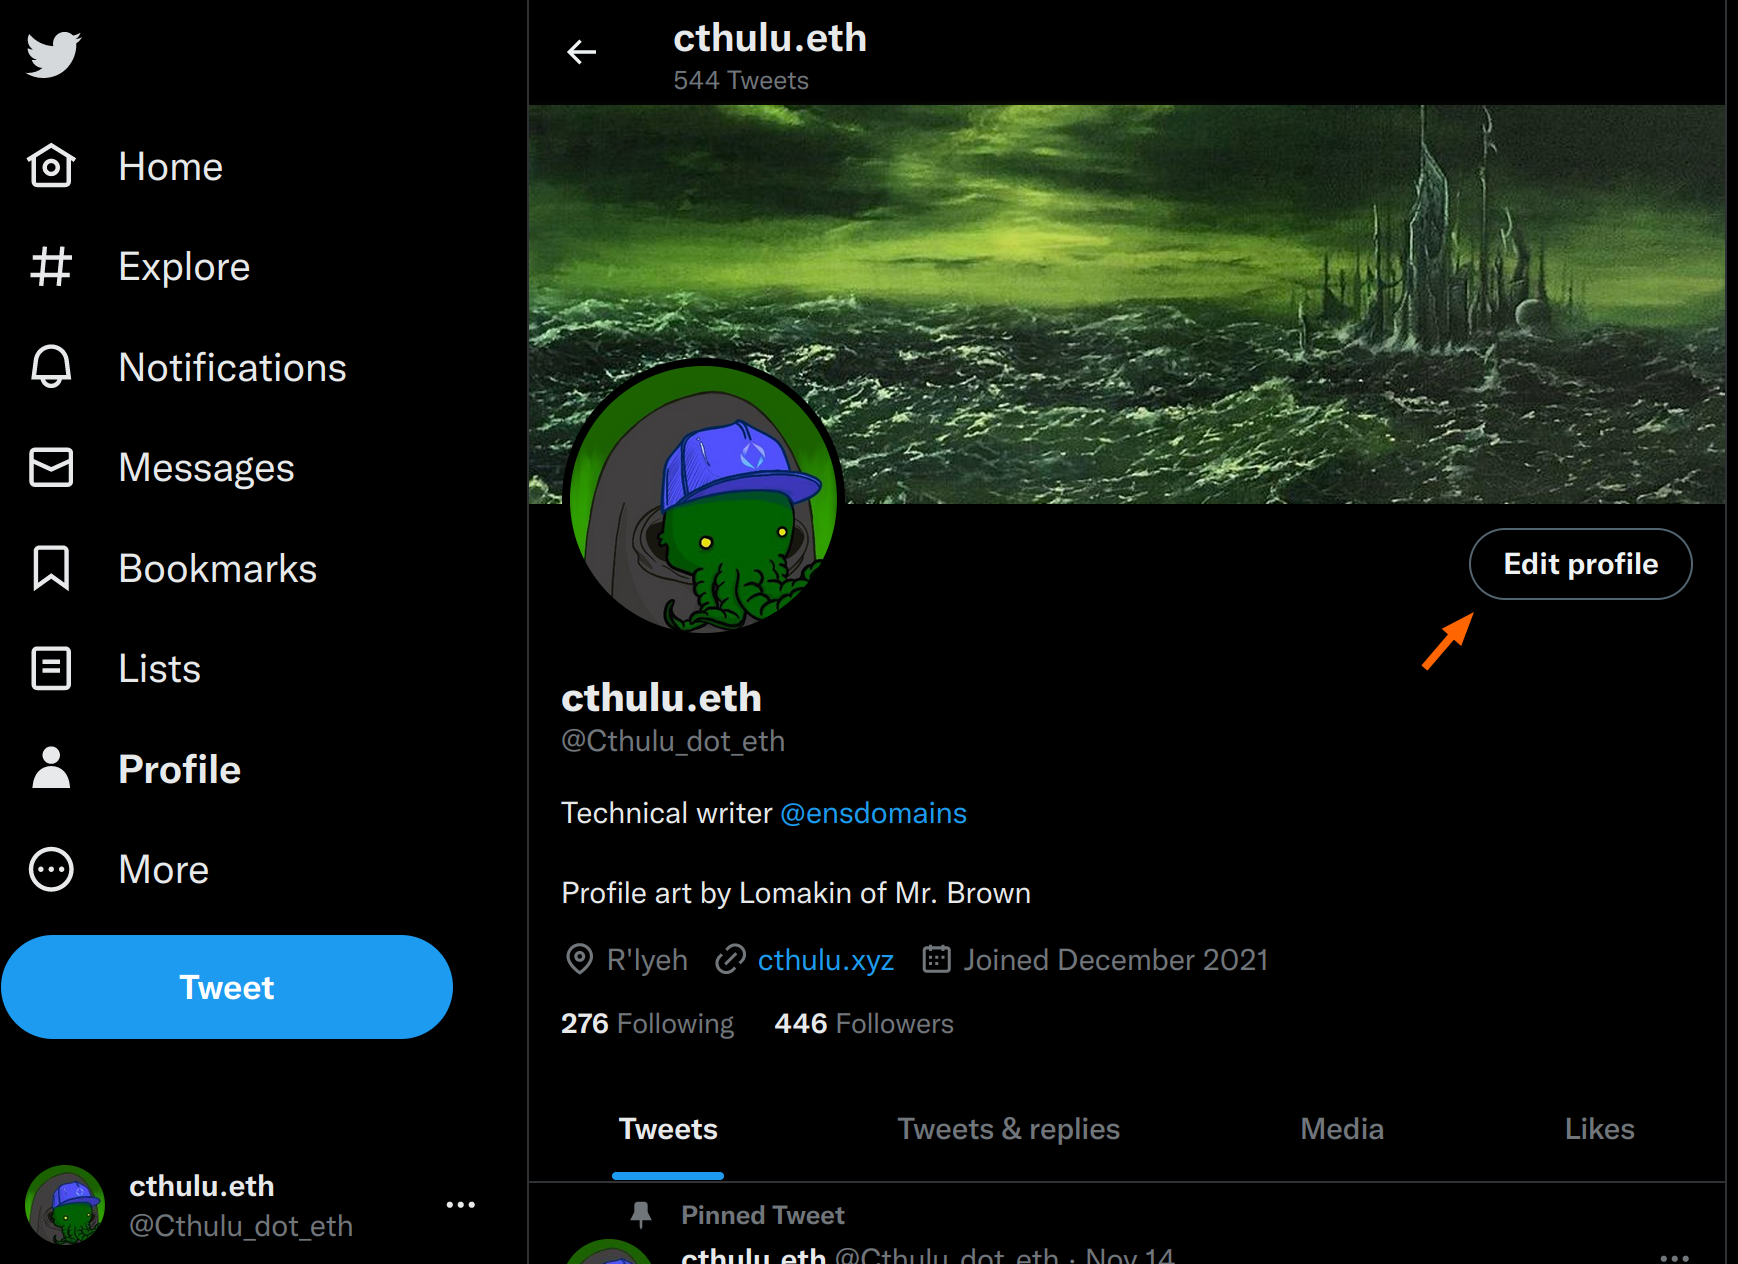 Home
Explore
Notifications
Messages
Bookmarks
Lists
Profile
More
Tweet
cthulu.eth
@Cthulu_dot_eth
cthulu.eth
544 Tweets
Edit profile
cthulu.eth
@Cthulu_dot_eth
Technical writer @ensdomains
Profile art by Lomakin of Mr. Brown
R'lyeh cthulu.xyz Joined December 2021
276 Following 446 Followers
Tweets Tweets & replies Media Likes
Pinned Tweet
cthulu.eth @Cthulu_dot_eth · Nov 14